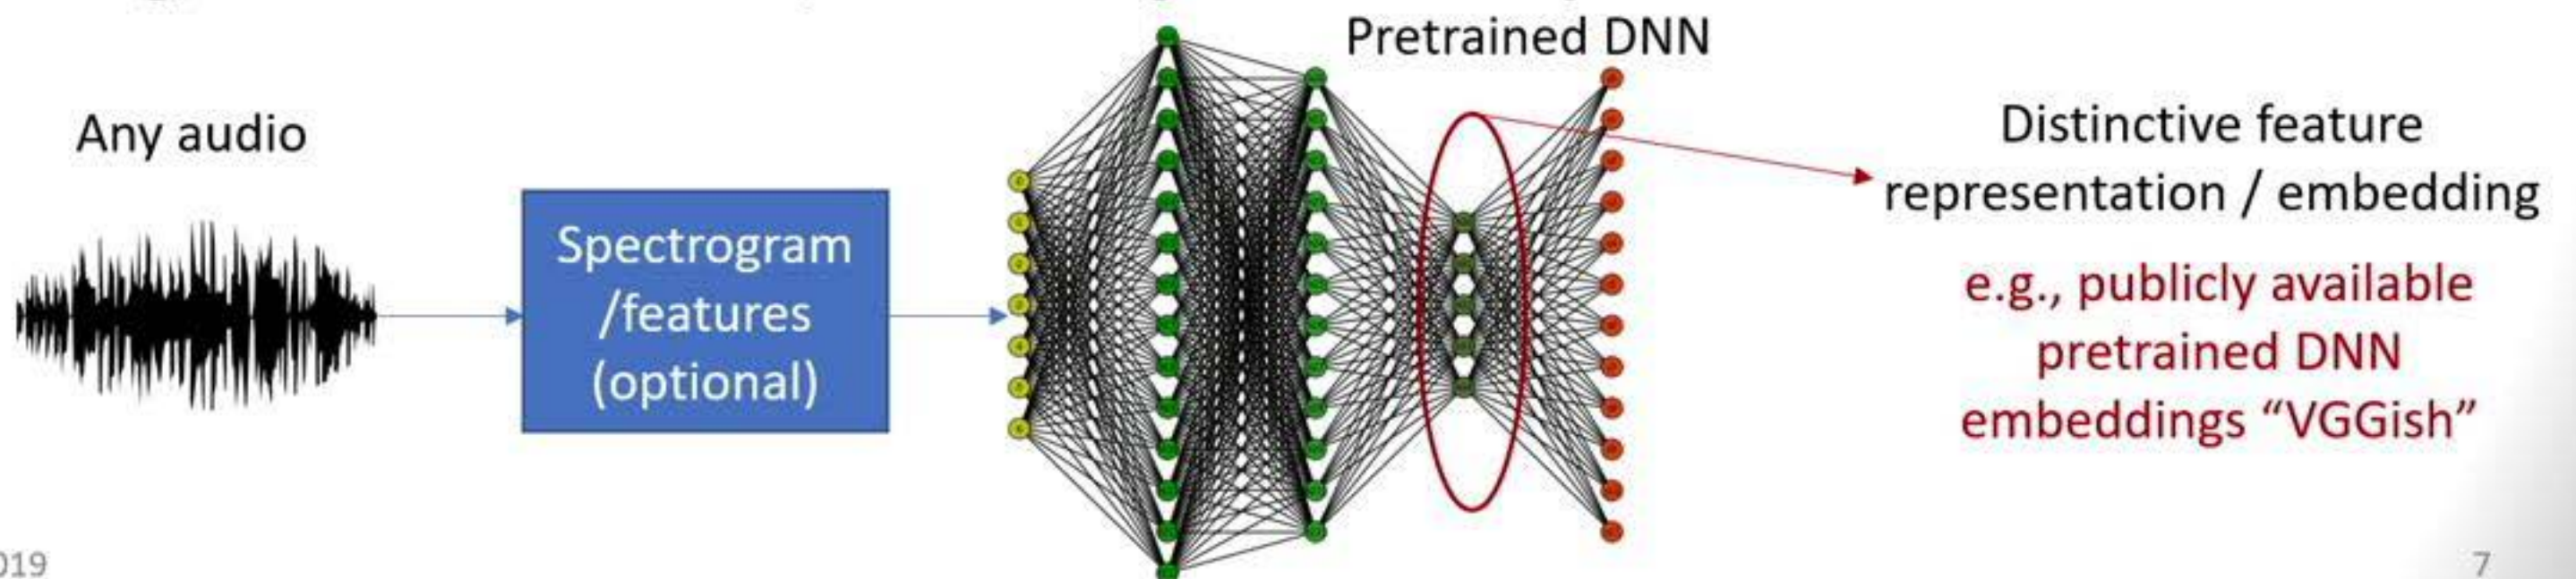 Pretrained DNN
Any audio
Spectrogram
/features
(optional)
Distinctive feature
representation / embedding
e.g., publicly available
pretrained DNN
embeddings “VGGish”
019
7